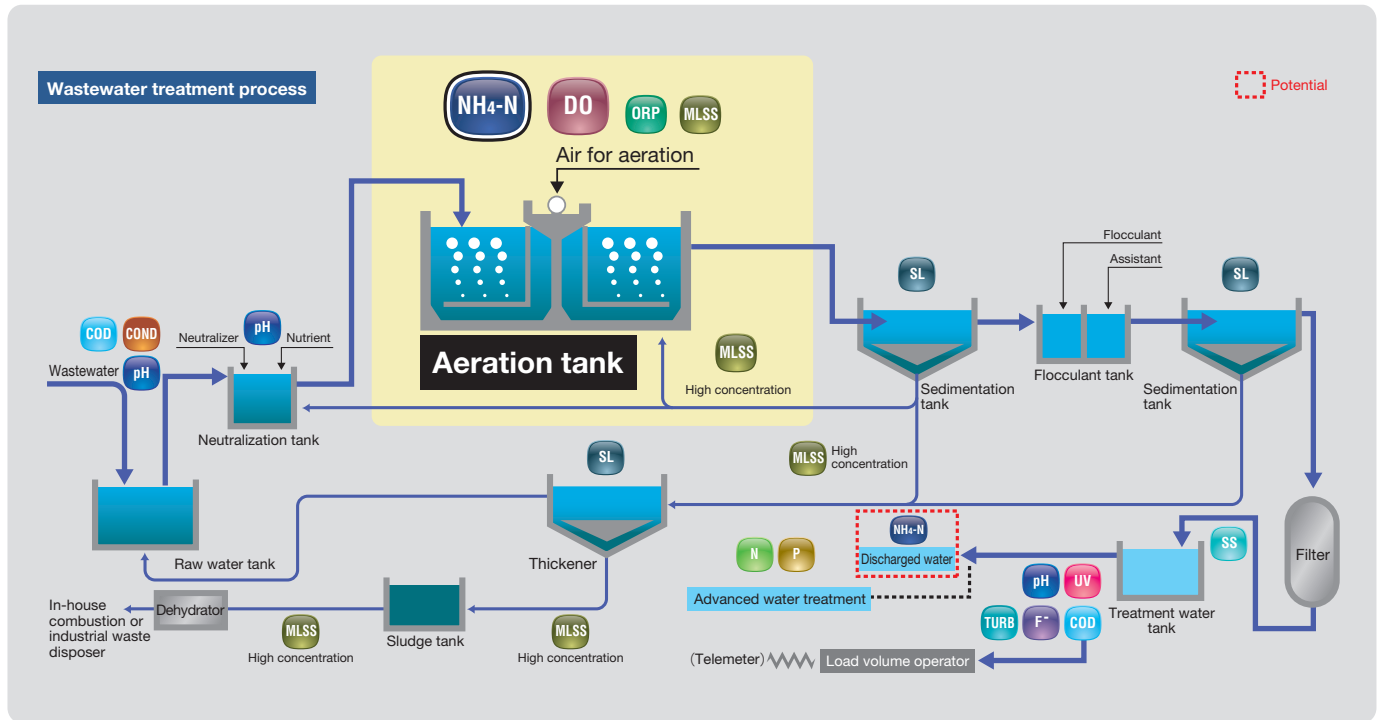 Wastewater treatment process
Potential
NH₄-N
DO
ORP
MLSS
Air for aeration
Flocculant
Assistant
SL
SL
COD
COND
pH
Neutralizer
Nutrient
Wastewater
pH
Aeration tank
MLSS
High concentration
Flocculant tank
Sedimentation
tank
Sedimentation
tank
Neutralization tank
SL
MLSS
High
concentration
NH₄-N
Discharged water
N
P
SS
Filter
Raw water tank
Thickener
pH
UV
Advanced water treatment
Treatment water
tank
In-house
combustion or
industrial waste
disposer
Dehydrator
TURB
F⁻
COD
MLSS
High concentration
Sludge tank
MLSS
High concentration
(Telemeter)
Load volume operator